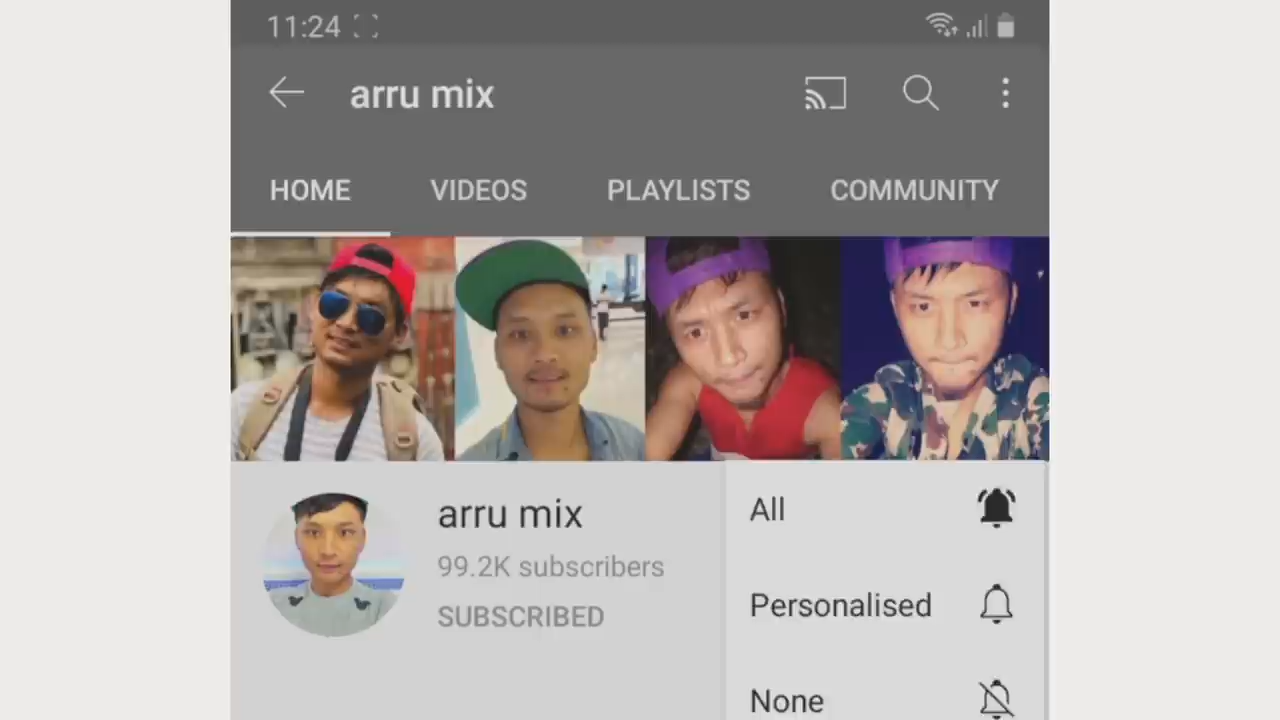 11:24
arru mix
HOME VIDEOS PLAYLISTS COMMUNITY
arru mix
99.2K subscribers
SUBSCRIBED
All
Personalised
None